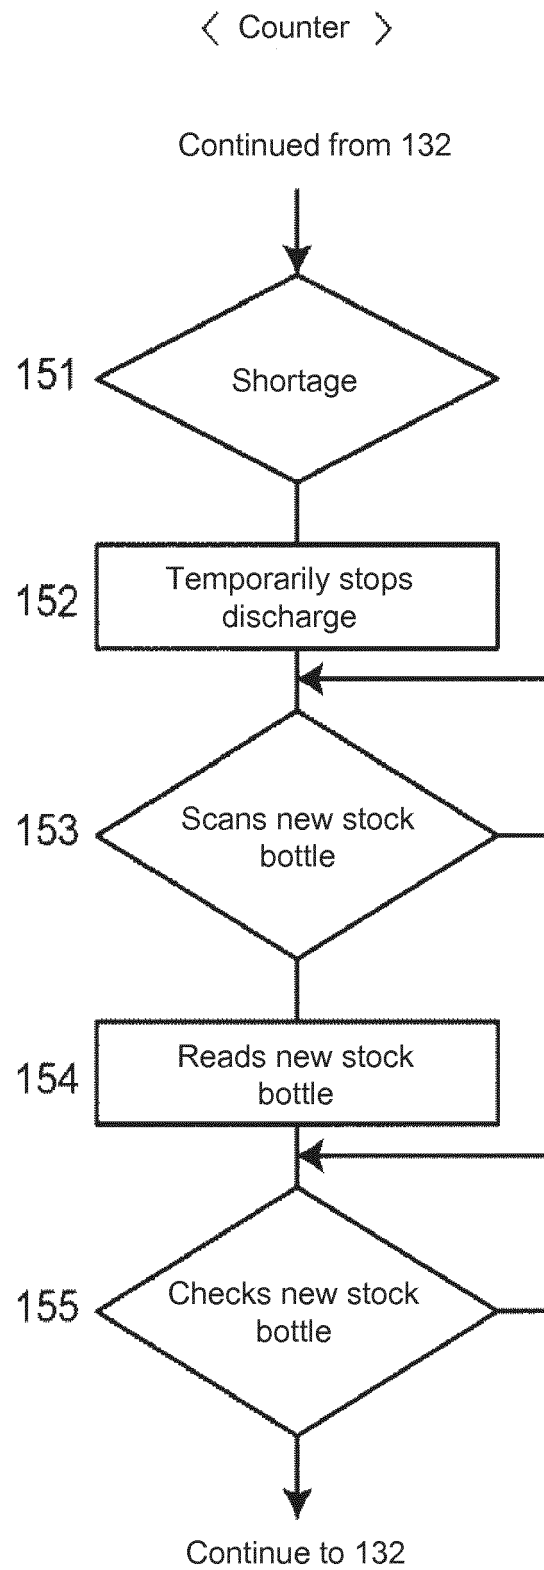 〈 Counter 〉
Continued from 132
151
Shortage
152
Temporarily stops
discharge
153
Scans new stock
bottle
154
Reads new stock
bottle
155
Checks new stock
bottle
Continue to 132